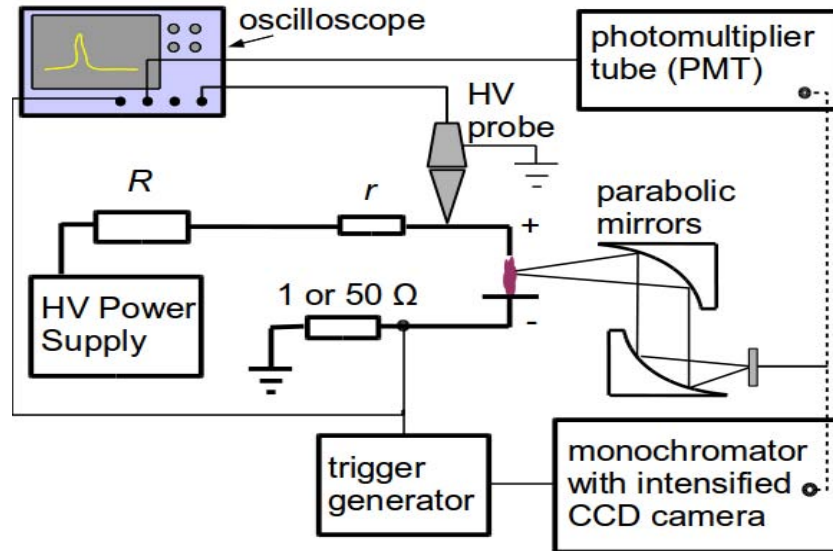 oscilloscope
photomultiplier
tube (PMT)
HV
probe
R
r
+
parabolic
mirrors
HV Power
Supply
1 or 50 Ω
-
trigger
generator
monochromator
with intensified
CCD camera